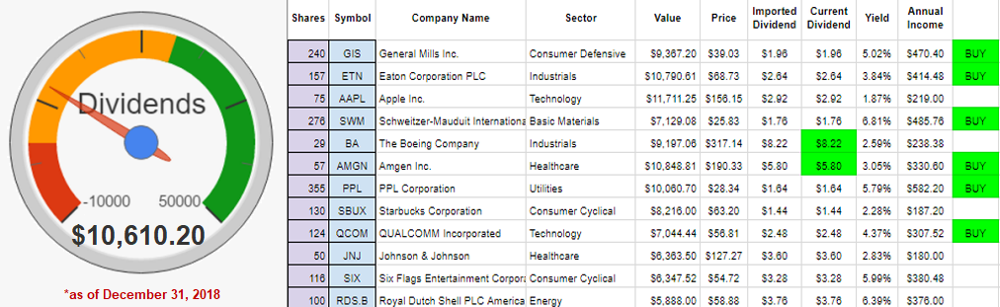 Dividends
-10000 50000
$10,610.20
*as of December 31, 2018
Shares Symbol Company Name Sector Value Price Imported Dividend Current Dividend Yield Annual Income
240 GIS General Mills Inc. Consumer Defensive $9,367.20 $39.03 $1.96 $1.96 5.02% $470.40 BUY
157 ETN Eaton Corporation PLC Industrials $10,790.61 $68.73 $2.64 $2.64 3.84% $414.48 BUY
75 AAPL Apple Inc. Technology $11,711.25 $156.15 $2.92 $2.92 1.87% $219.00
276 SWM Schweitzer-Mauduit Internationa Basic Materials $7,129.08 $25.83 $1.76 $1.76 6.81% $485.76 BUY
29 BA The Boeing Company Industrials $9,197.06 $317.14 $8.22 $8.22 2.59% $238.38
57 AMGN Amgen Inc. Healthcare $10,848.81 $190.33 $5.80 $5.80 3.05% $330.60 BUY
355 PPL PPL Corporation Utilities $10,060.70 $28.34 $1.64 $1.64 5.79% $582.20 BUY
130 SBUX Starbucks Corporation Consumer Cyclical $8,216.00 $63.20 $1.44 $1.44 2.28% $187.20
124 QCOM QUALCOMM Incorporated Technology $7,044.44 $56.81 $2.48 $2.48 4.37% $307.52 BUY
50 JNJ Johnson & Johnson Healthcare $6,363.50 $127.27 $3.60 $3.60 2.83% $180.00
116 SIX Six Flags Entertainment Corpor Consumer Cyclical $6,347.52 $54.72 $3.28 $3.28 5.99% $380.48
100 RDS.B Royal Dutch Shell PLC America Energy $5,888.00 $58.88 $3.76 $3.76 6.39% $376.00